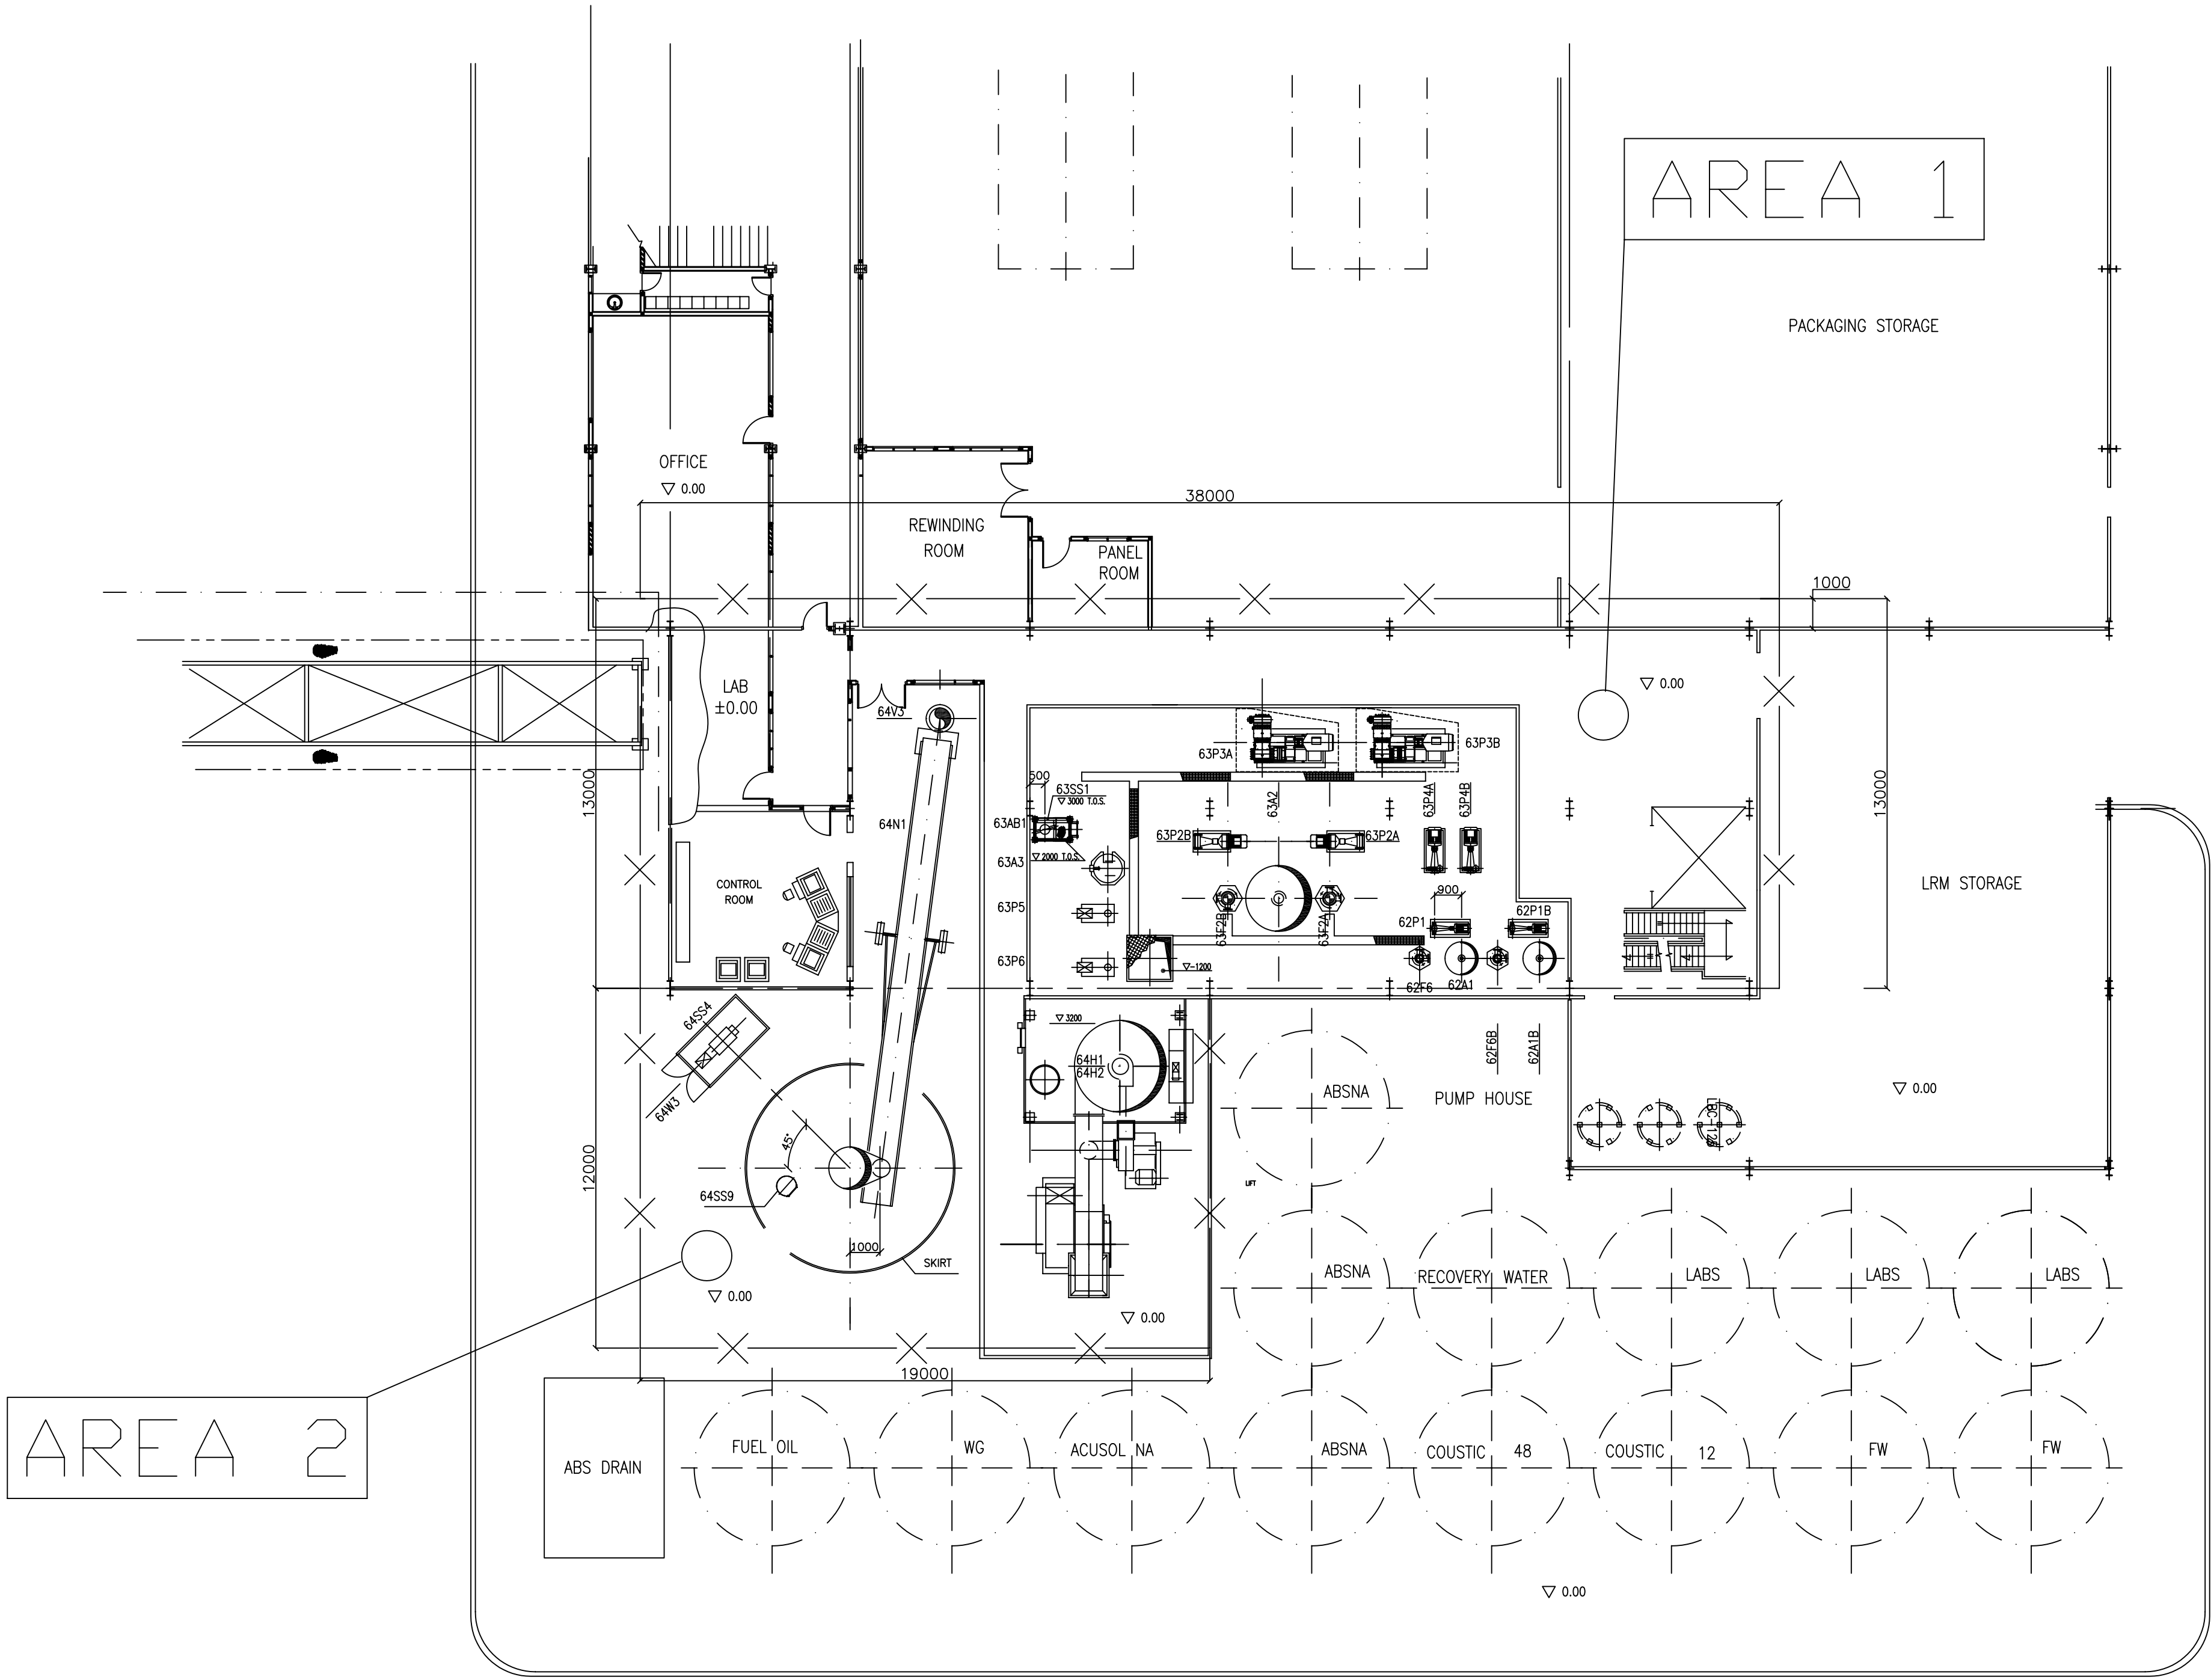 AREA 1
PACKAGING STORAGE
OFFICE
0.00
38000
REWINDING
ROOM
PANEL
ROOM
1000
LAB
±0.00
0.00
64V3
63P3A
63P3B
13000
500
63SS1
3000 T.O.S.
63A2
63P4A
63P4B
13000
63AB1
64N1
63P2B
63P2A
2000 T.O.S.
63A3
CONTROL
ROOM
LRM STORAGE
900
63P5
63F2B
63F2A
62P1
62P1B
63P6
-1200
62F6
62A1
64SS4
3200
64H1
64H2
62F6B
62A1B
64W3
ABSNA
PUMP HOUSE
0.00
45°
12000
64SS9
LIFT
1000
SKIRT
ABSNA
RECOVERY WATER
LABS
LABS
LABS
0.00
0.00
19000
AREA 2
ABS DRAIN
FUEL OIL
WG
ACUSOL NA
ABSNA
COUSTIC 48
COUSTIC 12
FW
FW
0.00